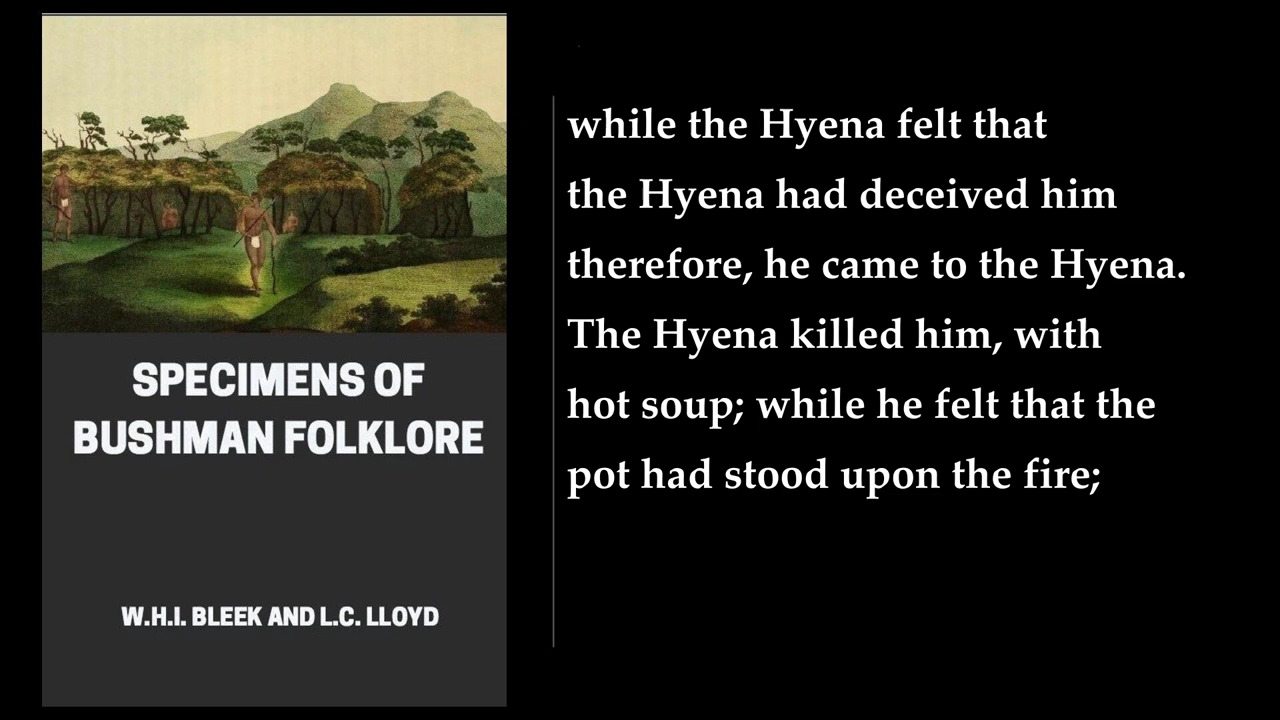 SPECIMENS OF
BUSHMAN FOLKLORE
W.H.I. BLEEK AND L.C. LLOYD
while the Hyena felt that
the Hyena had deceived him
therefore, he came to the Hyena.
The Hyena killed him, with
hot soup; while he felt that the
pot had stood upon the fire;